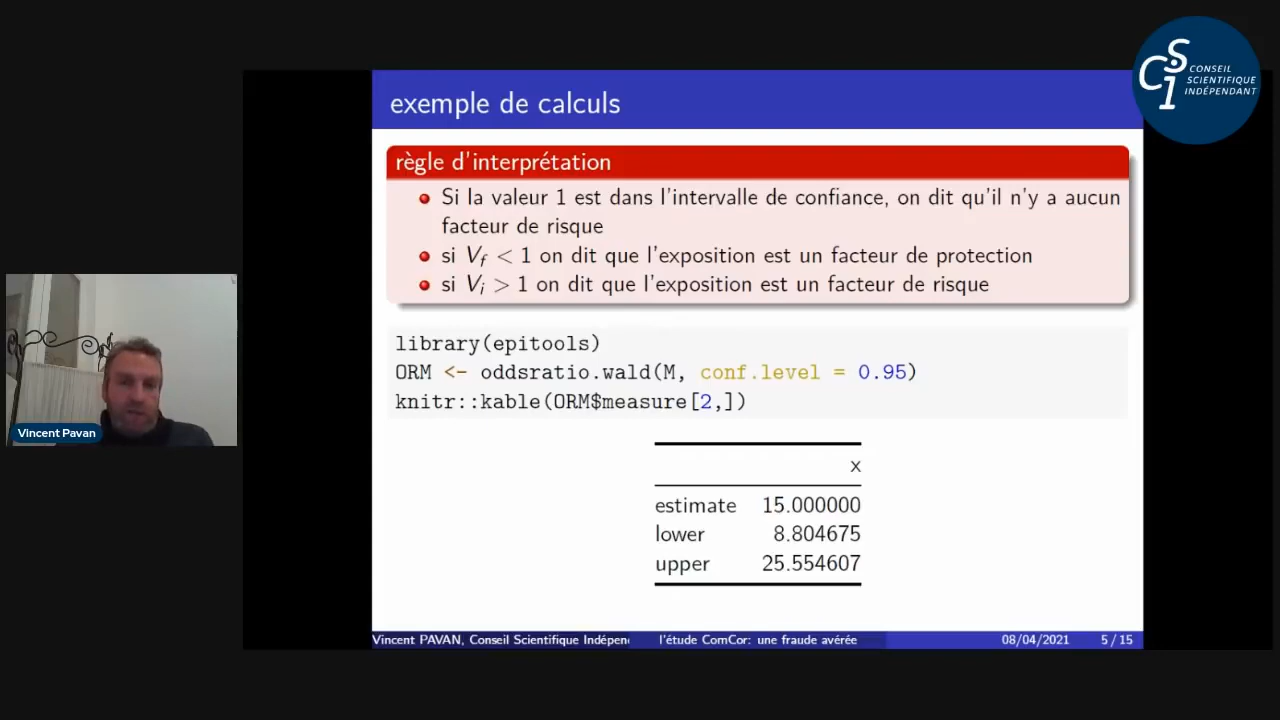 CSI
CONSEIL
SCIENTIFIQUE
INDÉPENDANT
exemple de calculs
règle d'interprétation
Si la valeur 1 est dans l'intervalle de confiance, on dit qu'il n'y a aucun
facteur de risque
si Vf < 1 on dit que l'exposition est un facteur de protection
si Vi > 1 on dit que l'exposition est un facteur de risque
library(epitools)
ORM <- oddsratio.wald(M, conf.level = 0.95)
knitr::kable(ORM$measure[2,])
x
estimate 15.000000
lower 8.804675
upper 25.554607
Vincent Pavan
Vincent PAVAN, Conseil Scientifique Indépen l'étude ComCor: une fraude avérée 08/04/2021 5 / 15